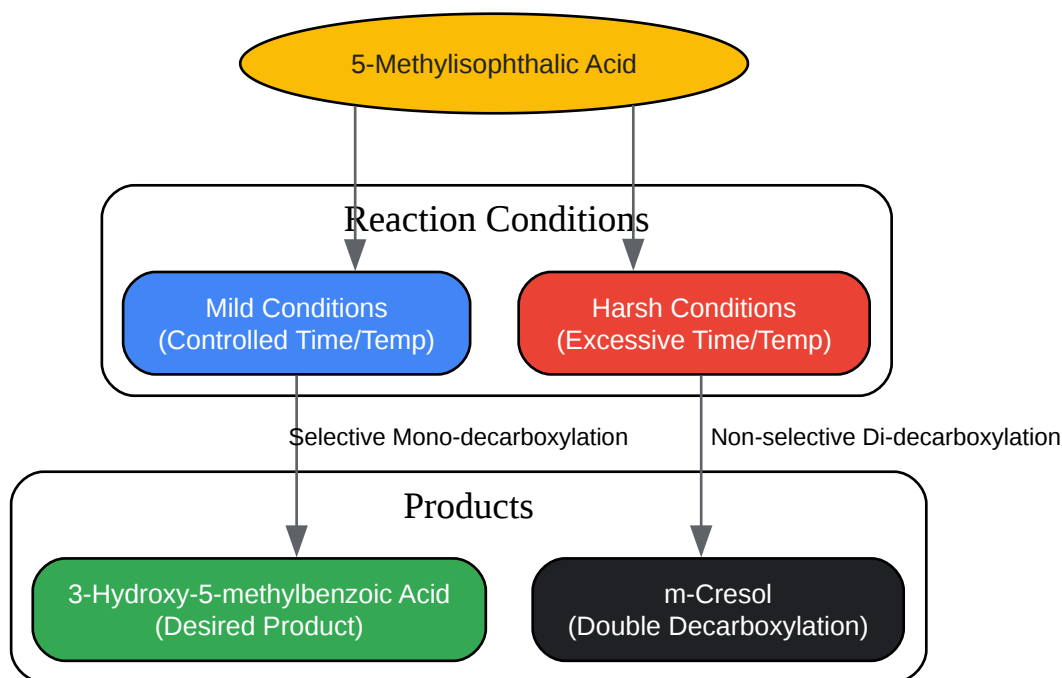 5-Methylisophthalic Acid
Reaction Conditions
Mild Conditions
(Controlled Time/Temp)
Harsh Conditions
(Excessive Time/Temp)
Selective Mono-decarboxylation
Non-selective Di-decarboxylation
Products
3-Hydroxy-5-methylbenzoic Acid
(Desired Product)
m-Cresol
(Double Decarboxylation)